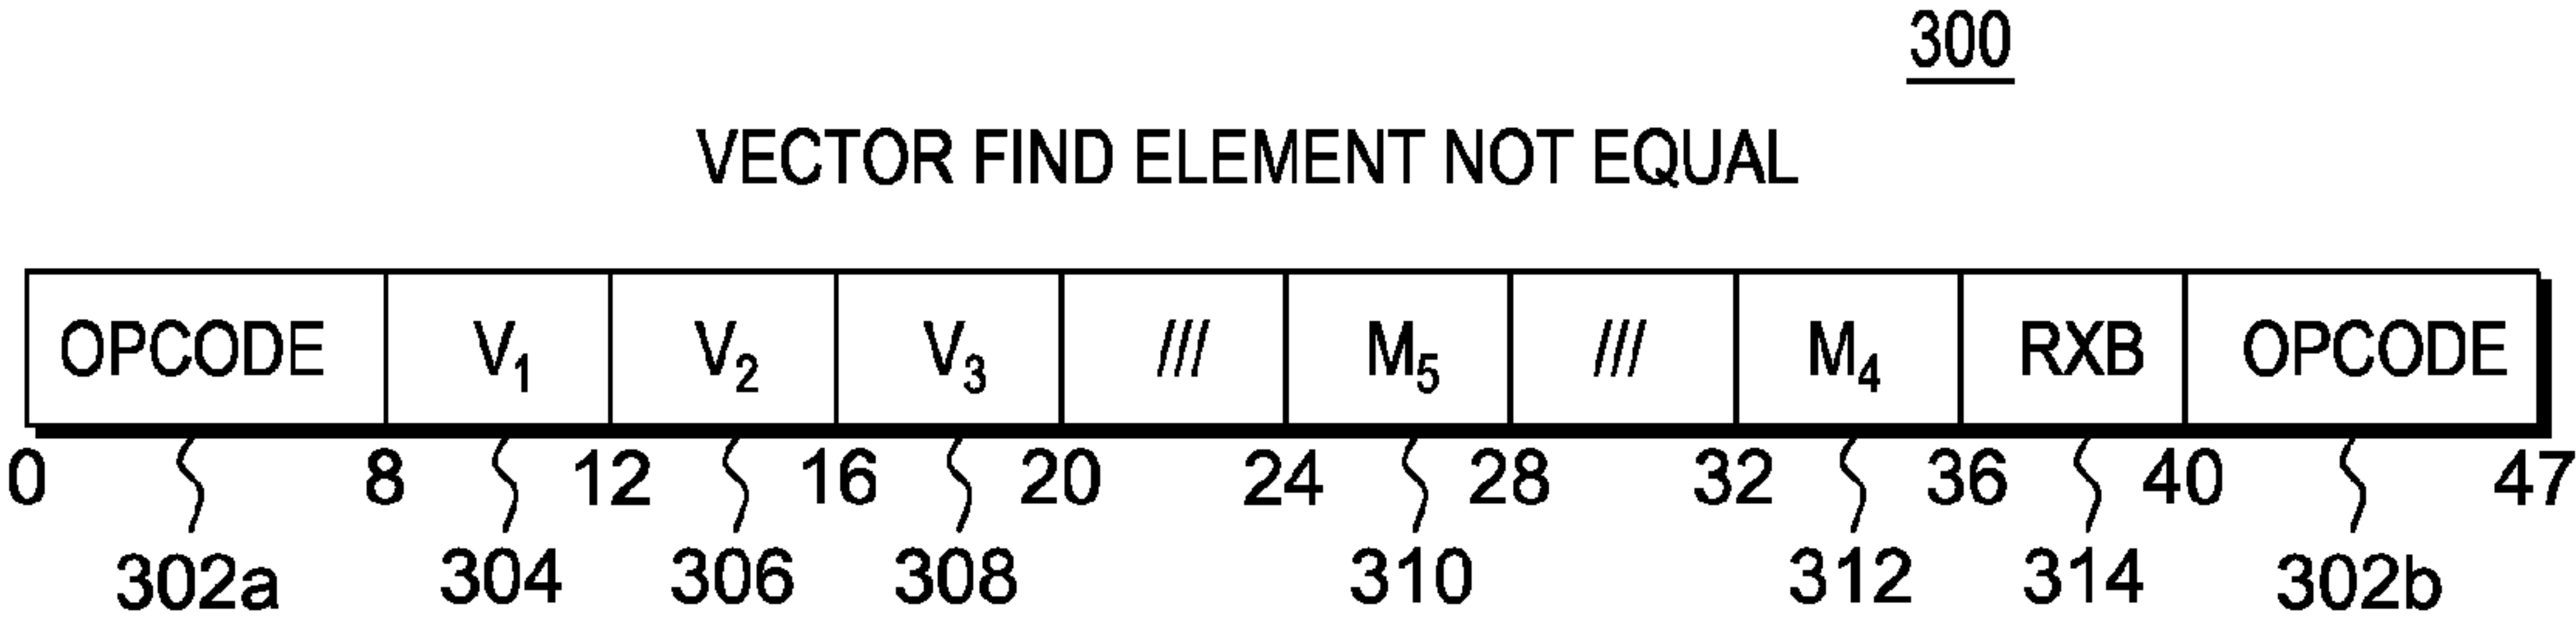 300
VECTOR FIND ELEMENT NOT EQUAL
OPCODE V1 V2 V3 /// M5 /// M4 RXB OPCODE
0 8 12 16 20 24 28 32 36 40 47
302a 304 306 308 310 312 314 302b